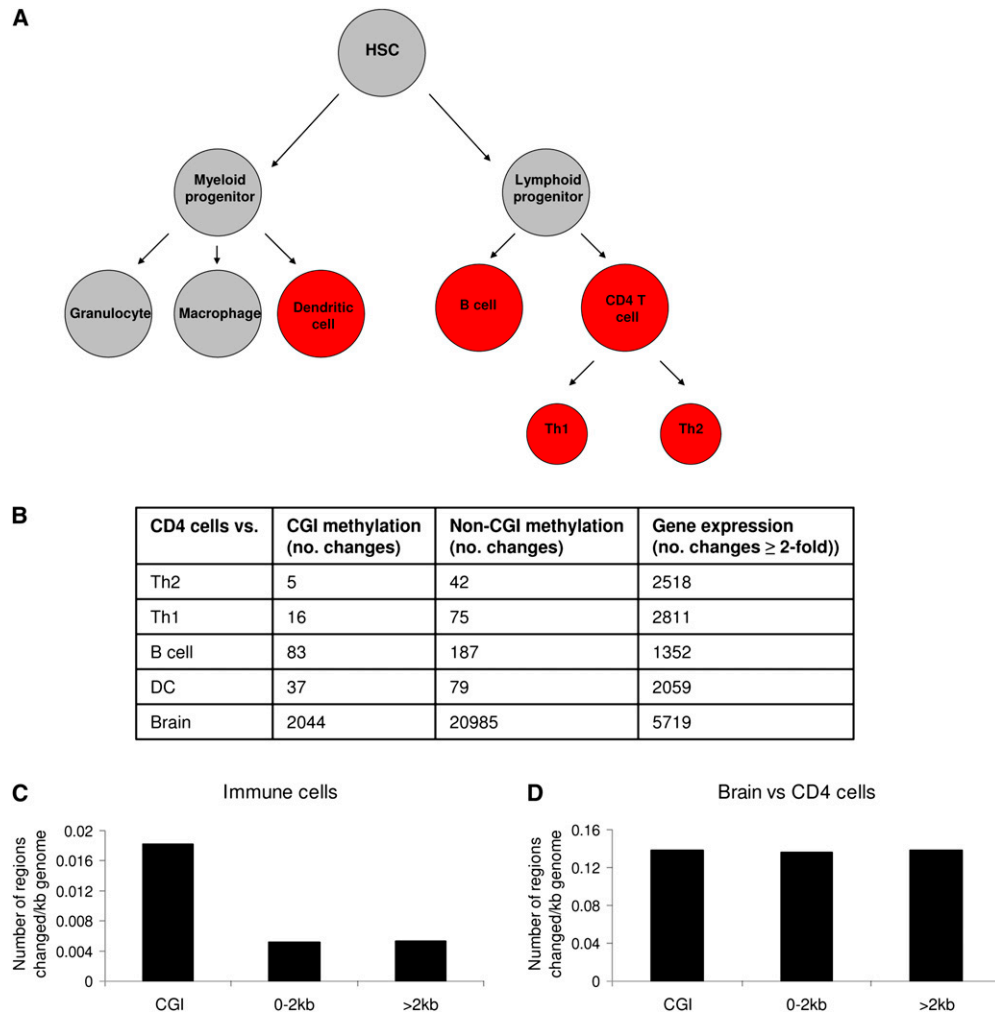 A
HSC
Myeloid
progenitor
Lymphoid
progenitor
Granulocyte
Macrophage
Dendritic
cell
B cell
CD4 T
cell
Th1
Th2
B
CD4 cells vs. CGI methylation (no. changes) Non-CGI methylation (no. changes) Gene expression (no. changes ≥ 2-fold))
Th2 5 42 2518
Th1 16 75 2811
B cell 83 187 1352
DC 37 79 2059
Brain 2044 20985 5719
C
Immune cells
Number of regions
changed/kb genome
0.02
0.016
0.012
0.008
0.004
0
CGI 0-2kb >2kb
D
Brain vs CD4 cells
Number of regions
changed/kb genome
0.16
0.12
0.08
0.04
0
CGI 0-2kb >2kb